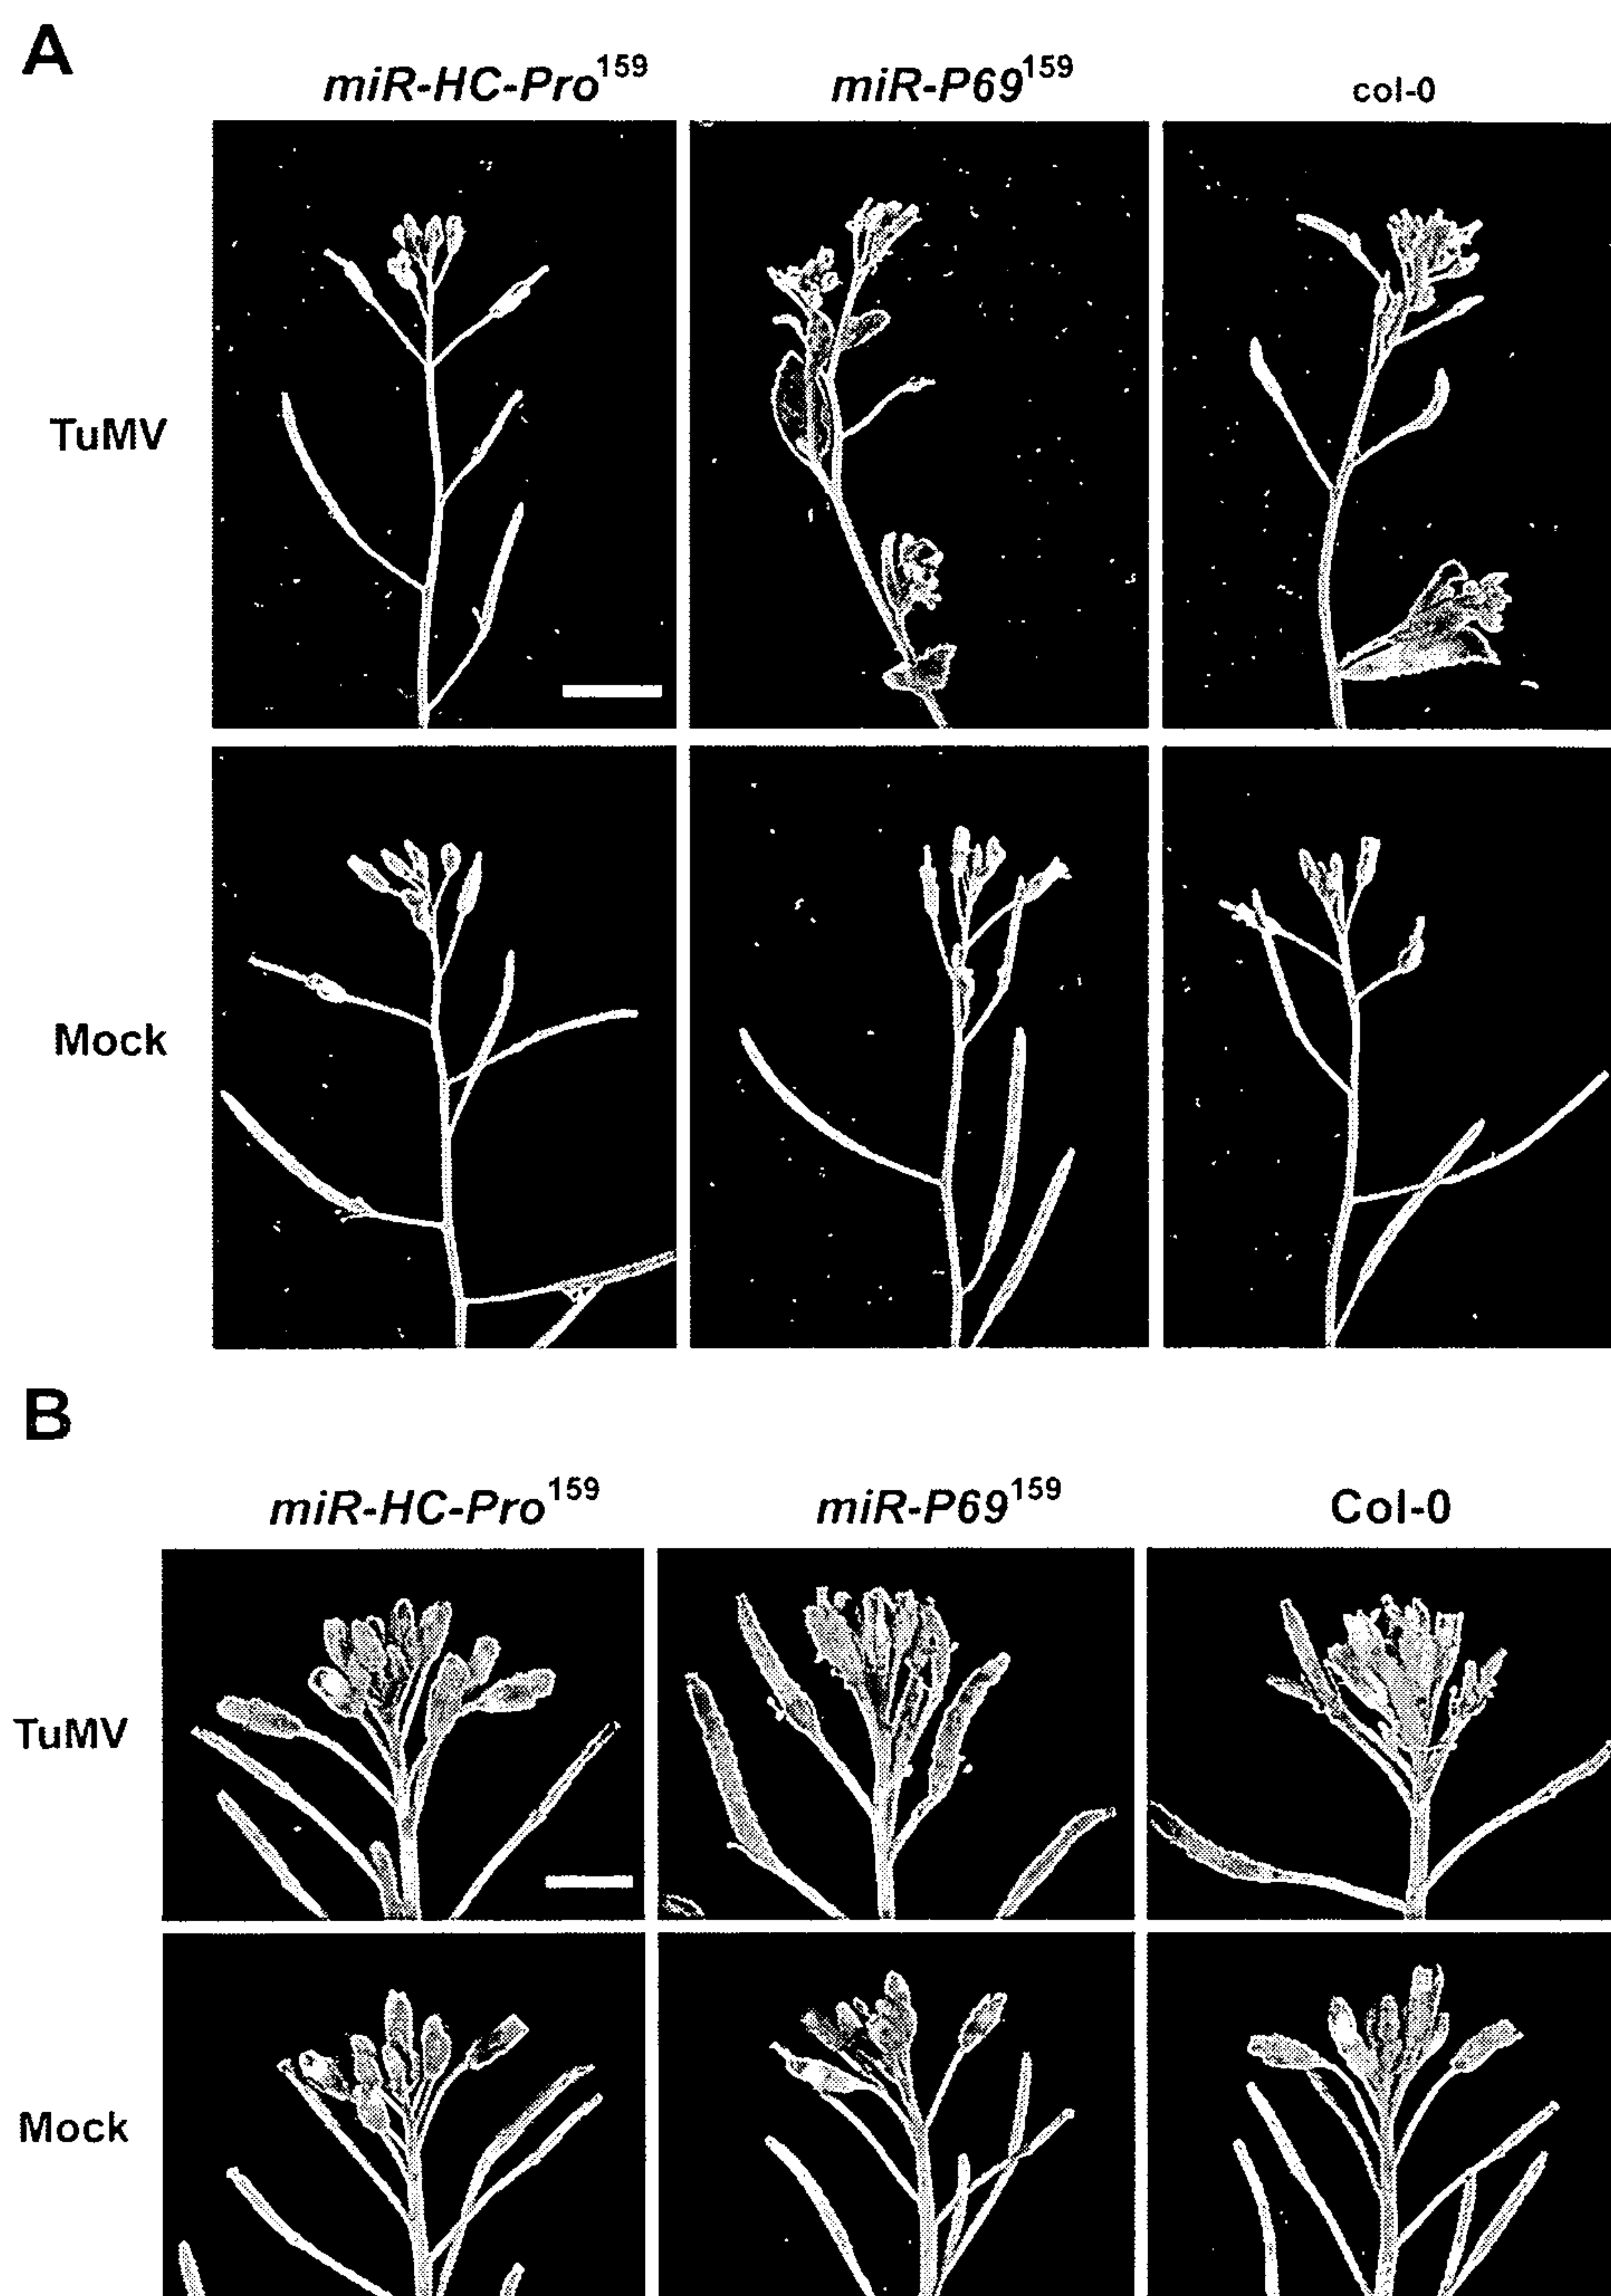 A
miR-HC-Pro159 miR-P69159 col-0
TuMV
Mock
B
miR-HC-Pro159 miR-P69159 Col-0
TuMV
Mock